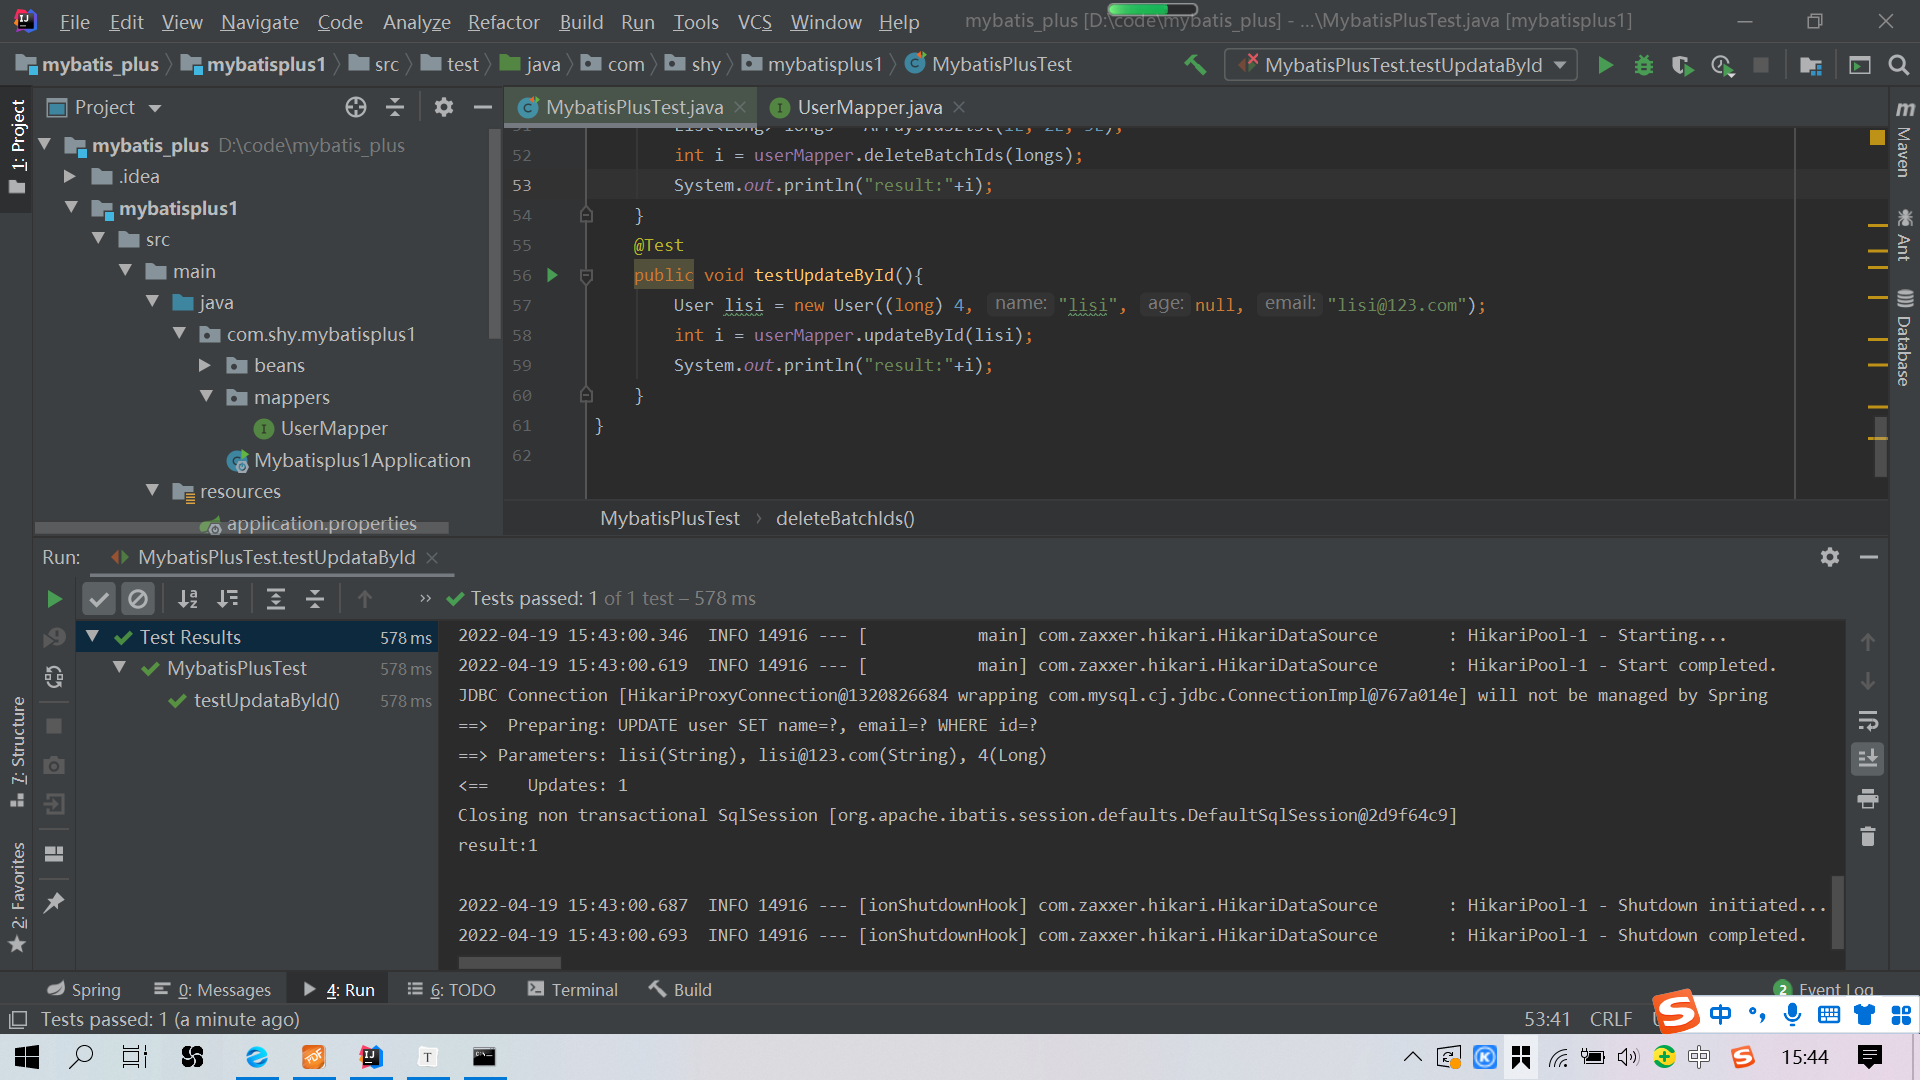 File Edit View Navigate Code Analyze Refactor Build Run Tools VCS Window Help mybatis_plus [D:\code\mybatis_plus] - ...\MybatisPlusTest.java [mybatisplus1]
mybatis_plus mybatisplus1 src test java com shy mybatisplus1 MybatisPlusTest MybatisPlusTest.testUpdataById
1: Project
Project
MybatisPlusTest.java UserMapper.java
mybatis_plus D:\code\mybatis_plus
.idea
mybatisplus1
src
main
java
com.shy.mybatisplus1
beans
mappers
UserMapper
Mybatisplus1Application
resources
application.properties
52 int i = userMapper.deleteBatchIds(longs);
53 System.out.println("result:"+i);
54 }
55 @Test
56 public void testUpdateById(){
57 User lisi = new User((long) 4, name: "lisi", age: null, email: "lisi@123.com");
58 int i = userMapper.updateById(lisi);
59 System.out.println("result:"+i);
60 }
61 }
62
MybatisPlusTest › deleteBatchIds()
Maven
Ant
Database
Run: MybatisPlusTest.testUpdataById
Tests passed: 1 of 1 test – 578 ms
Test Results 578 ms
MybatisPlusTest 578 ms
testUpdataById() 578 ms
2022-04-19 15:43:00.346 INFO 14916 --- [ main] com.zaxxer.hikari.HikariDataSource : HikariPool-1 - Starting...
2022-04-19 15:43:00.619 INFO 14916 --- [ main] com.zaxxer.hikari.HikariDataSource : HikariPool-1 - Start completed.
JDBC Connection [HikariProxyConnection@1320826684 wrapping com.mysql.cj.jdbc.ConnectionImpl@767a014e] will not be managed by Spring
==> Preparing: UPDATE user SET name=?, email=? WHERE id=?
==> Parameters: lisi(String), lisi@123.com(String), 4(Long)
<== Updates: 1
Closing non transactional SqlSession [org.apache.ibatis.session.defaults.DefaultSqlSession@2d9f64c9]
result:1
2022-04-19 15:43:00.687 INFO 14916 --- [ionShutdownHook] com.zaxxer.hikari.HikariDataSource : HikariPool-1 - Shutdown initiated...
2022-04-19 15:43:00.693 INFO 14916 --- [ionShutdownHook] com.zaxxer.hikari.HikariDataSource : HikariPool-1 - Shutdown completed.
7: Structure
2: Favorites
Spring 0: Messages 4: Run 6: TODO Terminal Build 2 Event Log
Tests passed: 1 (a minute ago) 53:41 CRLF
中
中 15:44